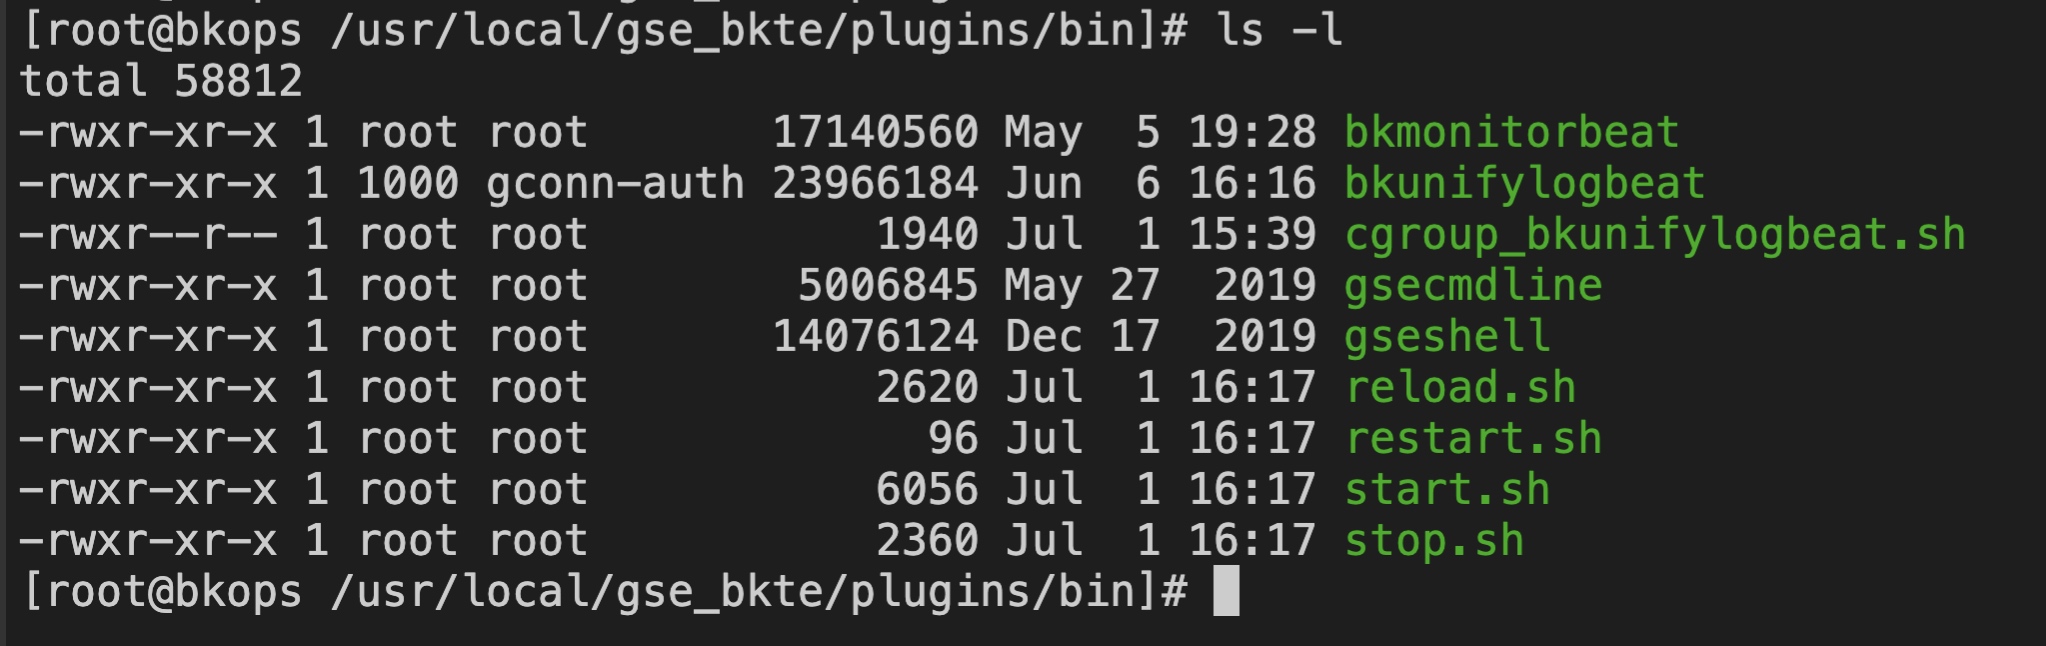 [root@bkops /usr/local/gse_bkte/plugins/bin]# ls -l
total 58812
-rwxr-xr-x 1 root root       17140560 May  5 19:28 bkmonitorbeat
-rwxr-xr-x 1 1000 gconn-auth 23966184 Jun  6 16:16 bkunifylogbeat
-rwxr--r-- 1 root root           1940 Jul  1 15:39 cgroup_bkunifylogbeat.sh
-rwxr-xr-x 1 root root        5006845 May 27  2019 gsecmdline
-rwxr-xr-x 1 root root       14076124 Dec 17  2019 gseshell
-rwxr-xr-x 1 root root           2620 Jul  1 16:17 reload.sh
-rwxr-xr-x 1 root root             96 Jul  1 16:17 restart.sh
-rwxr-xr-x 1 root root           6056 Jul  1 16:17 start.sh
-rwxr-xr-x 1 root root           2360 Jul  1 16:17 stop.sh
[root@bkops /usr/local/gse_bkte/plugins/bin]#